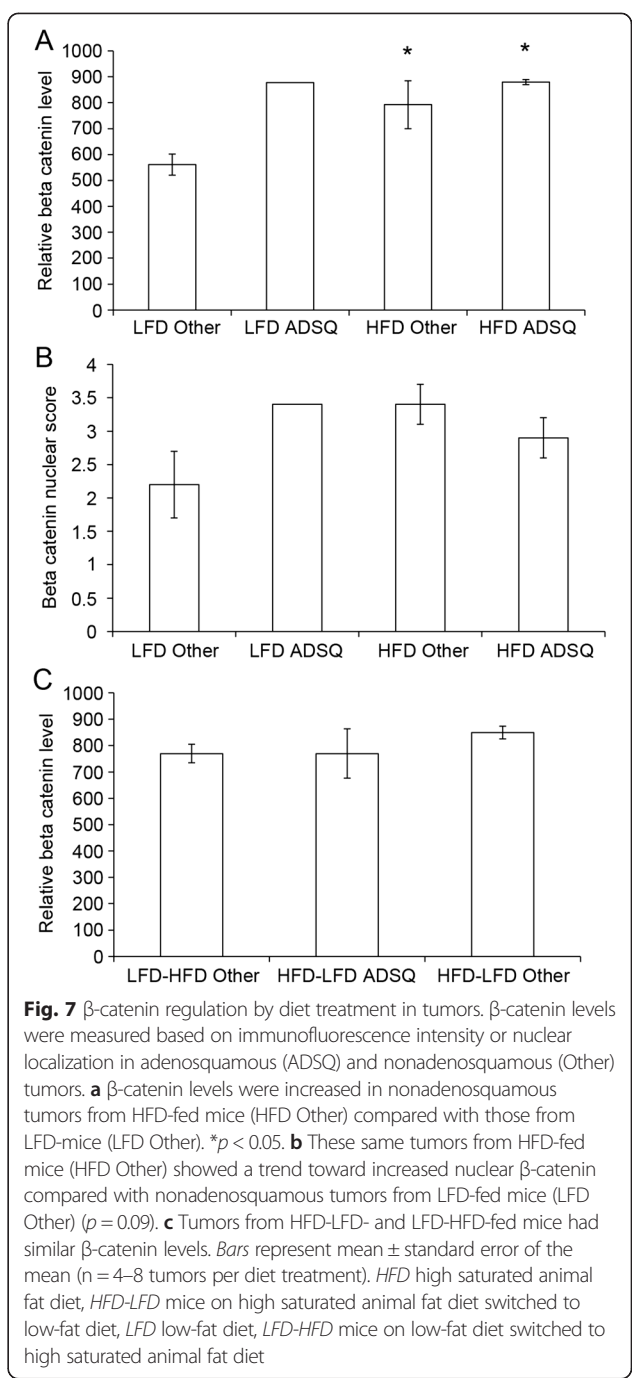 A
1000
900
800
700
600
500
400
300
200
100
0
Relative beta catenin level
* *
LFD Other LFD ADSQ HFD Other HFD ADSQ
B
4
3.5
3
2.5
2
1.5
1
0.5
0
Beta catenin nuclear score
LFD Other LFD ADSQ HFD Other HFD ADSQ
C
1000
900
800
700
600
500
400
300
200
100
0
Relative beta catenin level
LFD-HFD Other HFD-LFD ADSQ HFD-LFD Other
Fig. 7 β-catenin regulation by diet treatment in tumors. β-catenin levels
were measured based on immunofluorescence intensity or nuclear
localization in adenosquamous (ADSQ) and nonadenosquamous (Other)
tumors. a β-catenin levels were increased in nonadenosquamous
tumors from HFD-fed mice (HFD Other) compared with those from
LFD-mice (LFD Other). *p < 0.05. b These same tumors from HFD-fed
mice (HFD Other) showed a trend toward increased nuclear β-catenin
compared with nonadenosquamous tumors from LFD-fed mice (LFD
Other) (p = 0.09). c Tumors from HFD-LFD- and LFD-HFD-fed mice had
similar β-catenin levels. Bars represent mean ± standard error of the
mean (n = 4–8 tumors per diet treatment). HFD high saturated animal
fat diet, HFD-LFD mice on high saturated animal fat diet switched to
low-fat diet, LFD low-fat diet, LFD-HFD mice on low-fat diet switched to
high saturated animal fat diet